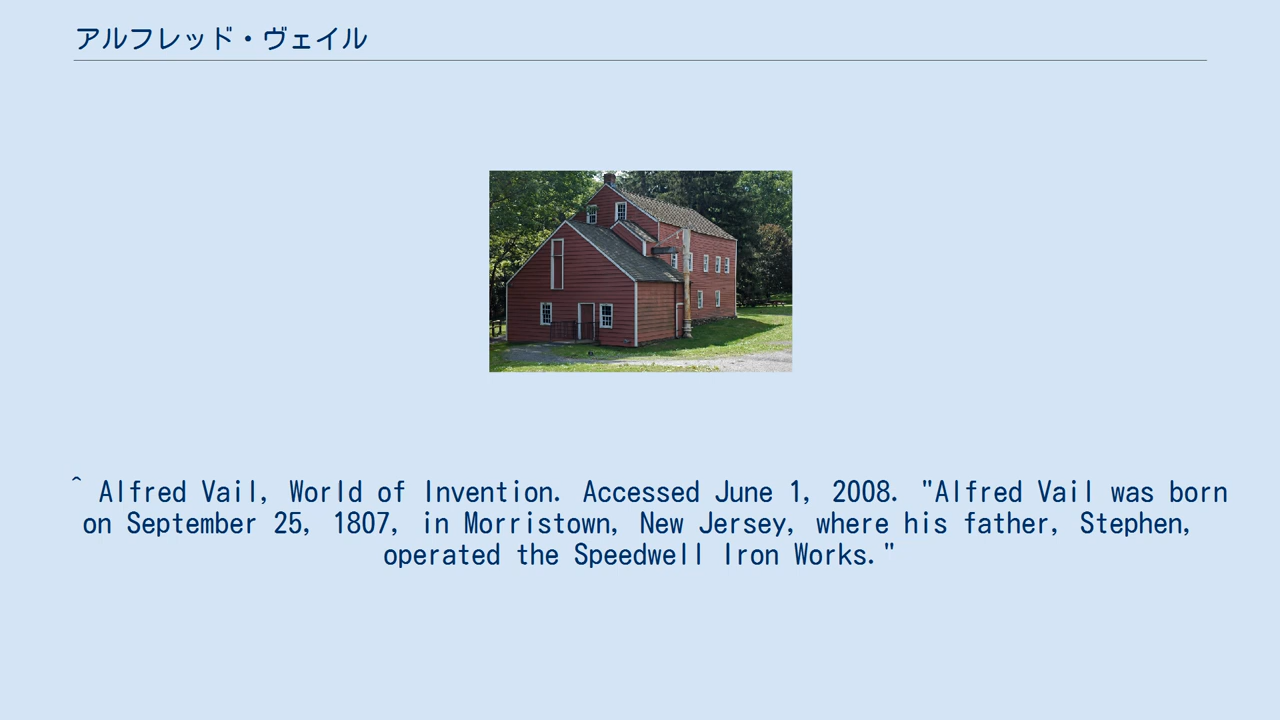 アルフレッド・ヴェイル
^ Alfred Vail, World of Invention. Accessed June 1, 2008. "Alfred Vail was born
on September 25, 1807, in Morristown, New Jersey, where his father, Stephen,
operated the Speedwell Iron Works."